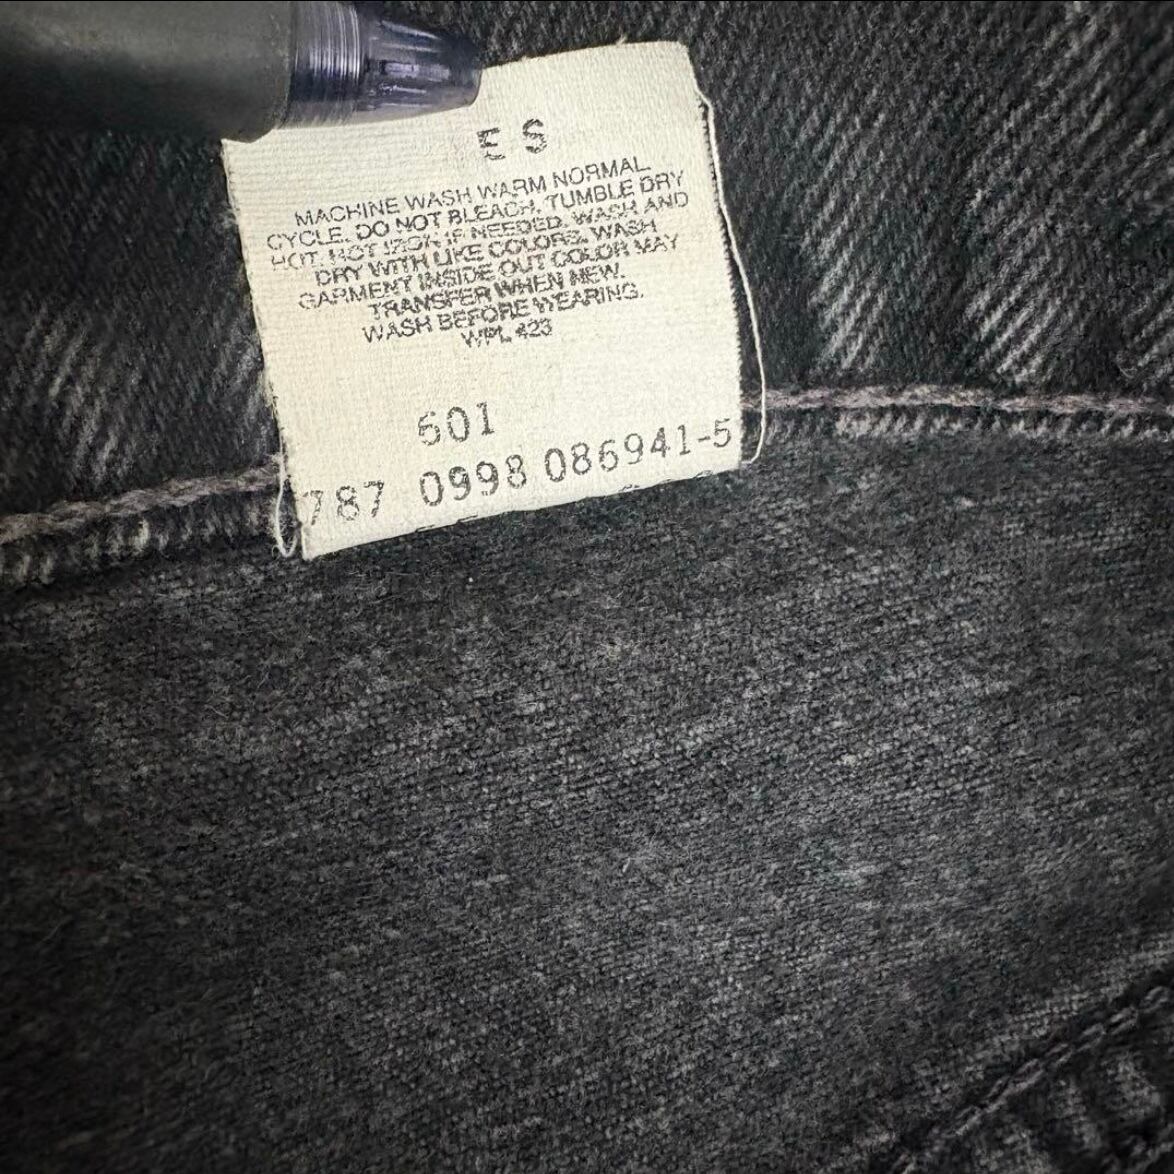 E S
MACHINE WASH WARM NORMAL
CYCLE. DO NOT BLEACH. TUMBLE DRY
HOT. HOT IRON IF NEEDED. WASH AND
DRY WITH LIKE COLORS. WASH
GARMENT INSIDE OUT COLOR MAY
TRANSFER WHEN NEW.
WASH BEFORE WEARING.
WPL 423
501
787 0998 086941-5